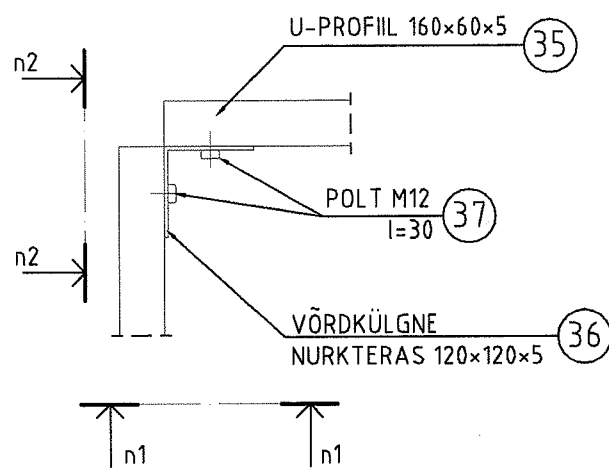 U-PROFIIL 160×60×5
35
n2
POLT M12
l=30
37
n2
VÕRDKÜLGNE
NURKTERAS 120×120×5
36
n1
n1